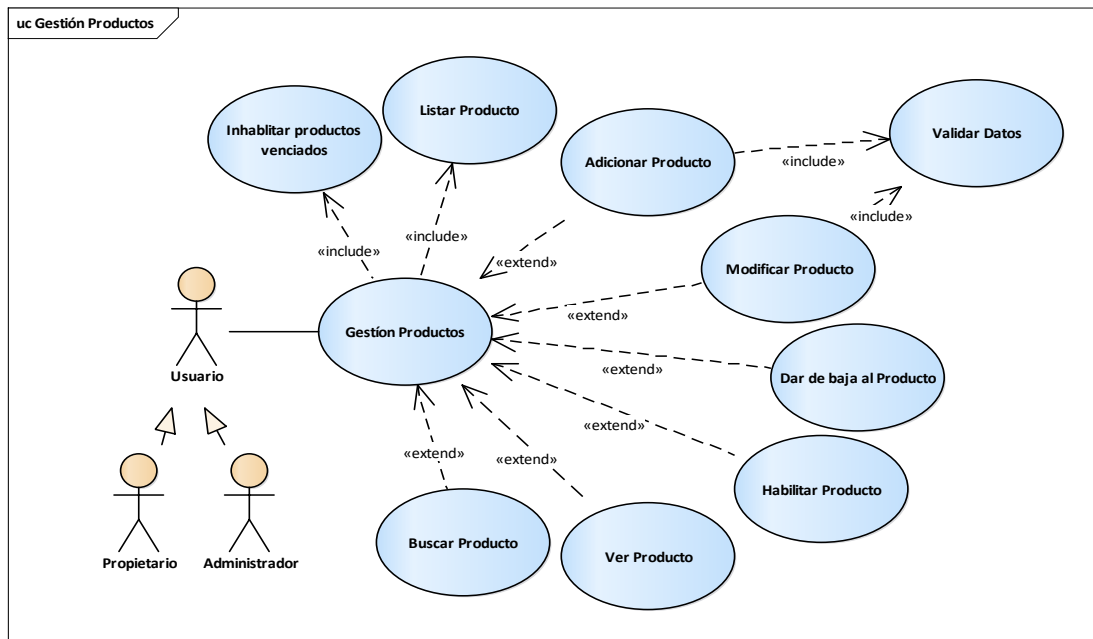 uc Gestión Productos
Inhablitar productos
venciados
Listar Producto
Adicionar Producto
Validar Datos
«include»
«include»
«include»
«include»
«extend»
Modificar Producto
Gestíon Productos
«extend»
Usuario
«extend»
Dar de baja al Producto
«extend»
«extend»
«extend»
Habilitar Producto
Buscar Producto
Ver Producto
Propietario
Administrador